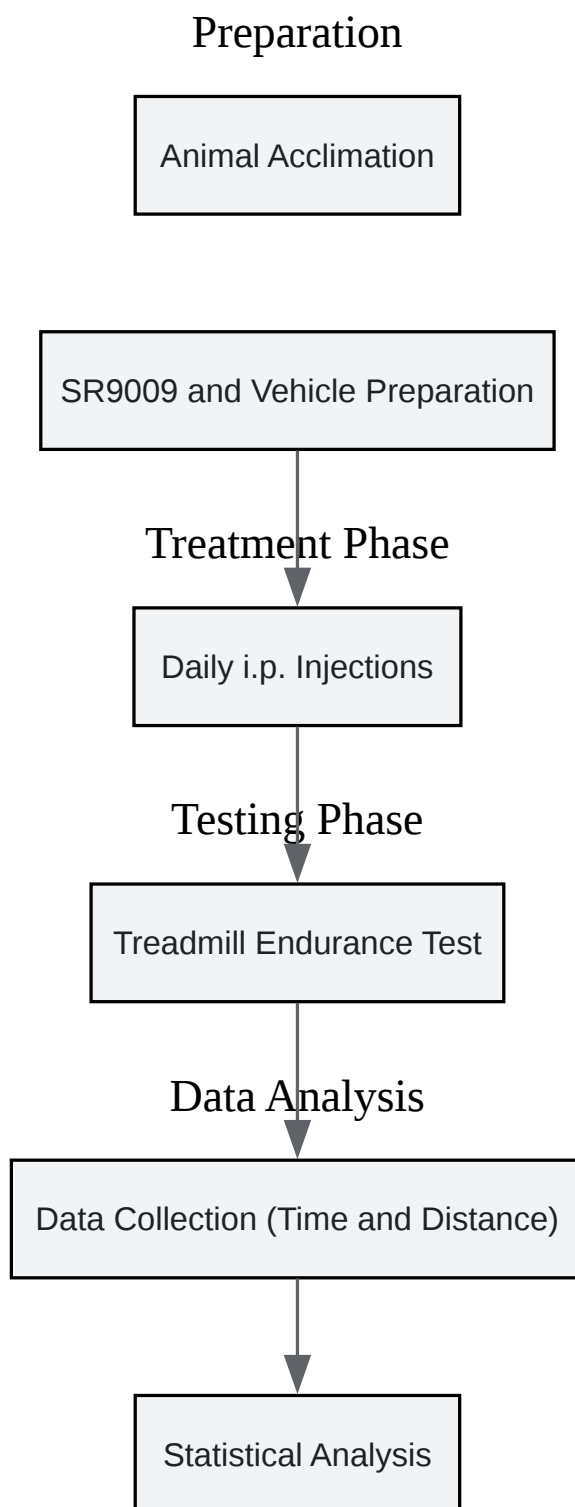 Preparation
Animal Acclimation
SR9009 and Vehicle Preparation
Treatment Phase
Daily i.p. Injections
Testing Phase
Treadmill Endurance Test
Data Analysis
Data Collection (Time and Distance)
Statistical Analysis